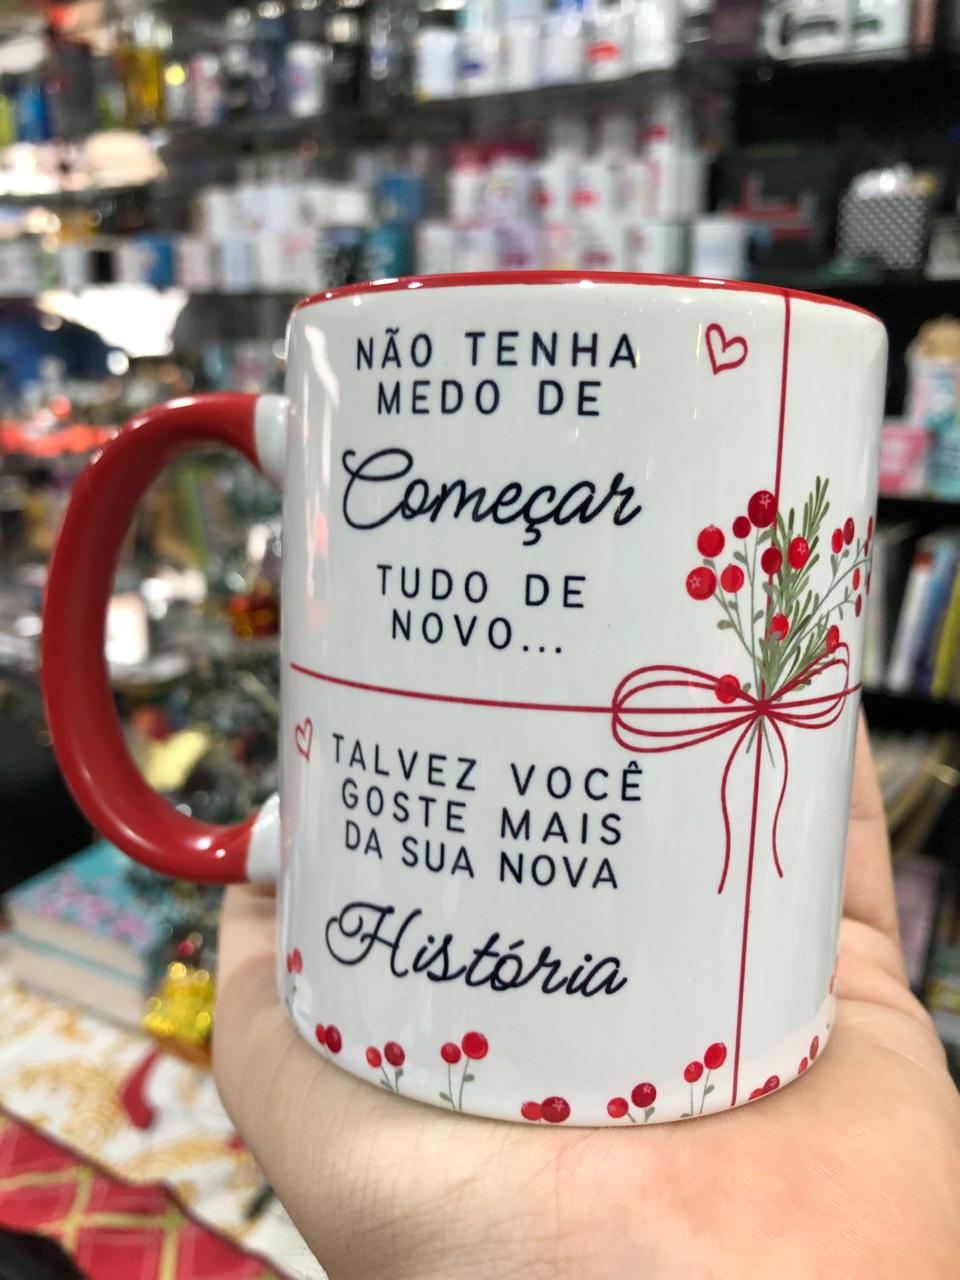 NÃO TENHA
MEDO DE
Começar
TUDO DE
NOVO...
TALVEZ VOCÊ
GOSTE MAIS
DA SUA NOVA
História